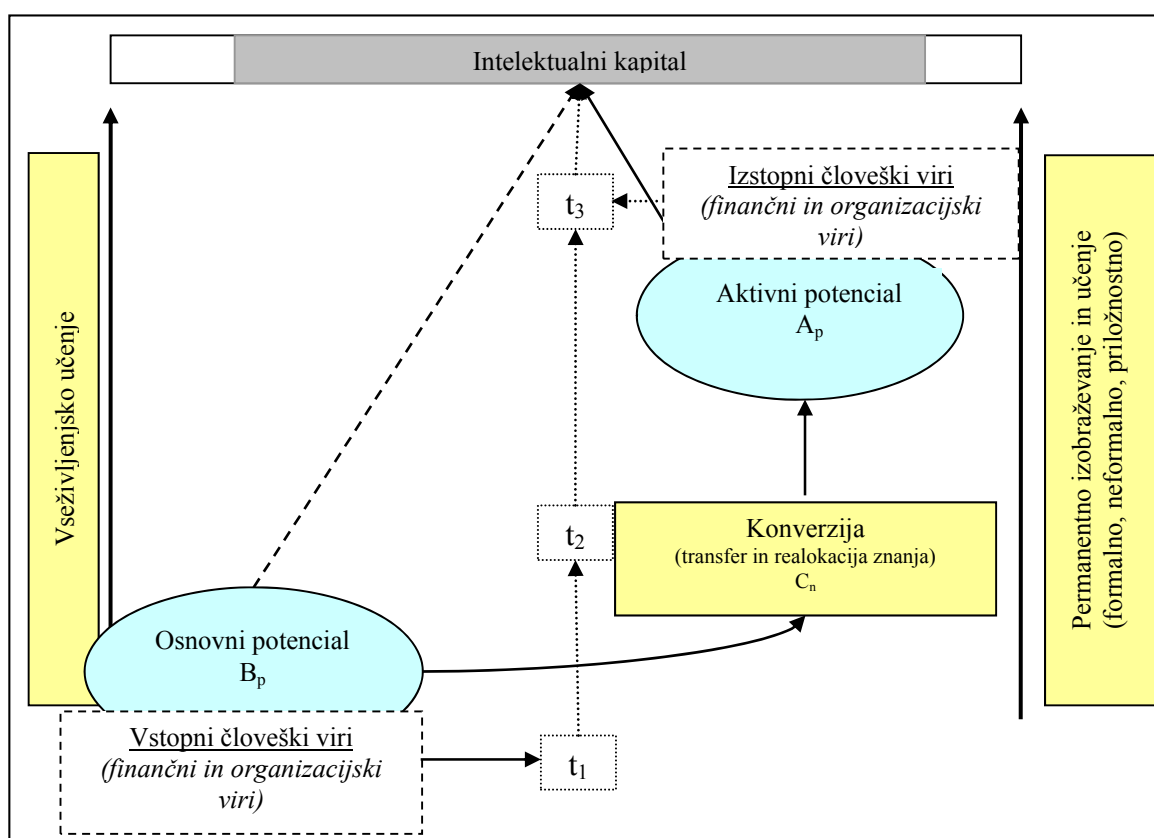 Intelektualni kapital
Vseživljenjsko učenje
Izstopni človeški viri
(finančni in organizacijski
viri)
t₃
Aktivni potencial
Aₚ
Permanentno izobraževanje in učenje
(formalno, neformalno, priložnostno)
t₂
Konverzija
(transfer in realokacija znanja)
Cₙ
Osnovni potencial
Bₚ
Vstopni človeški viri
(finančni in organizacijski
viri)
t₁